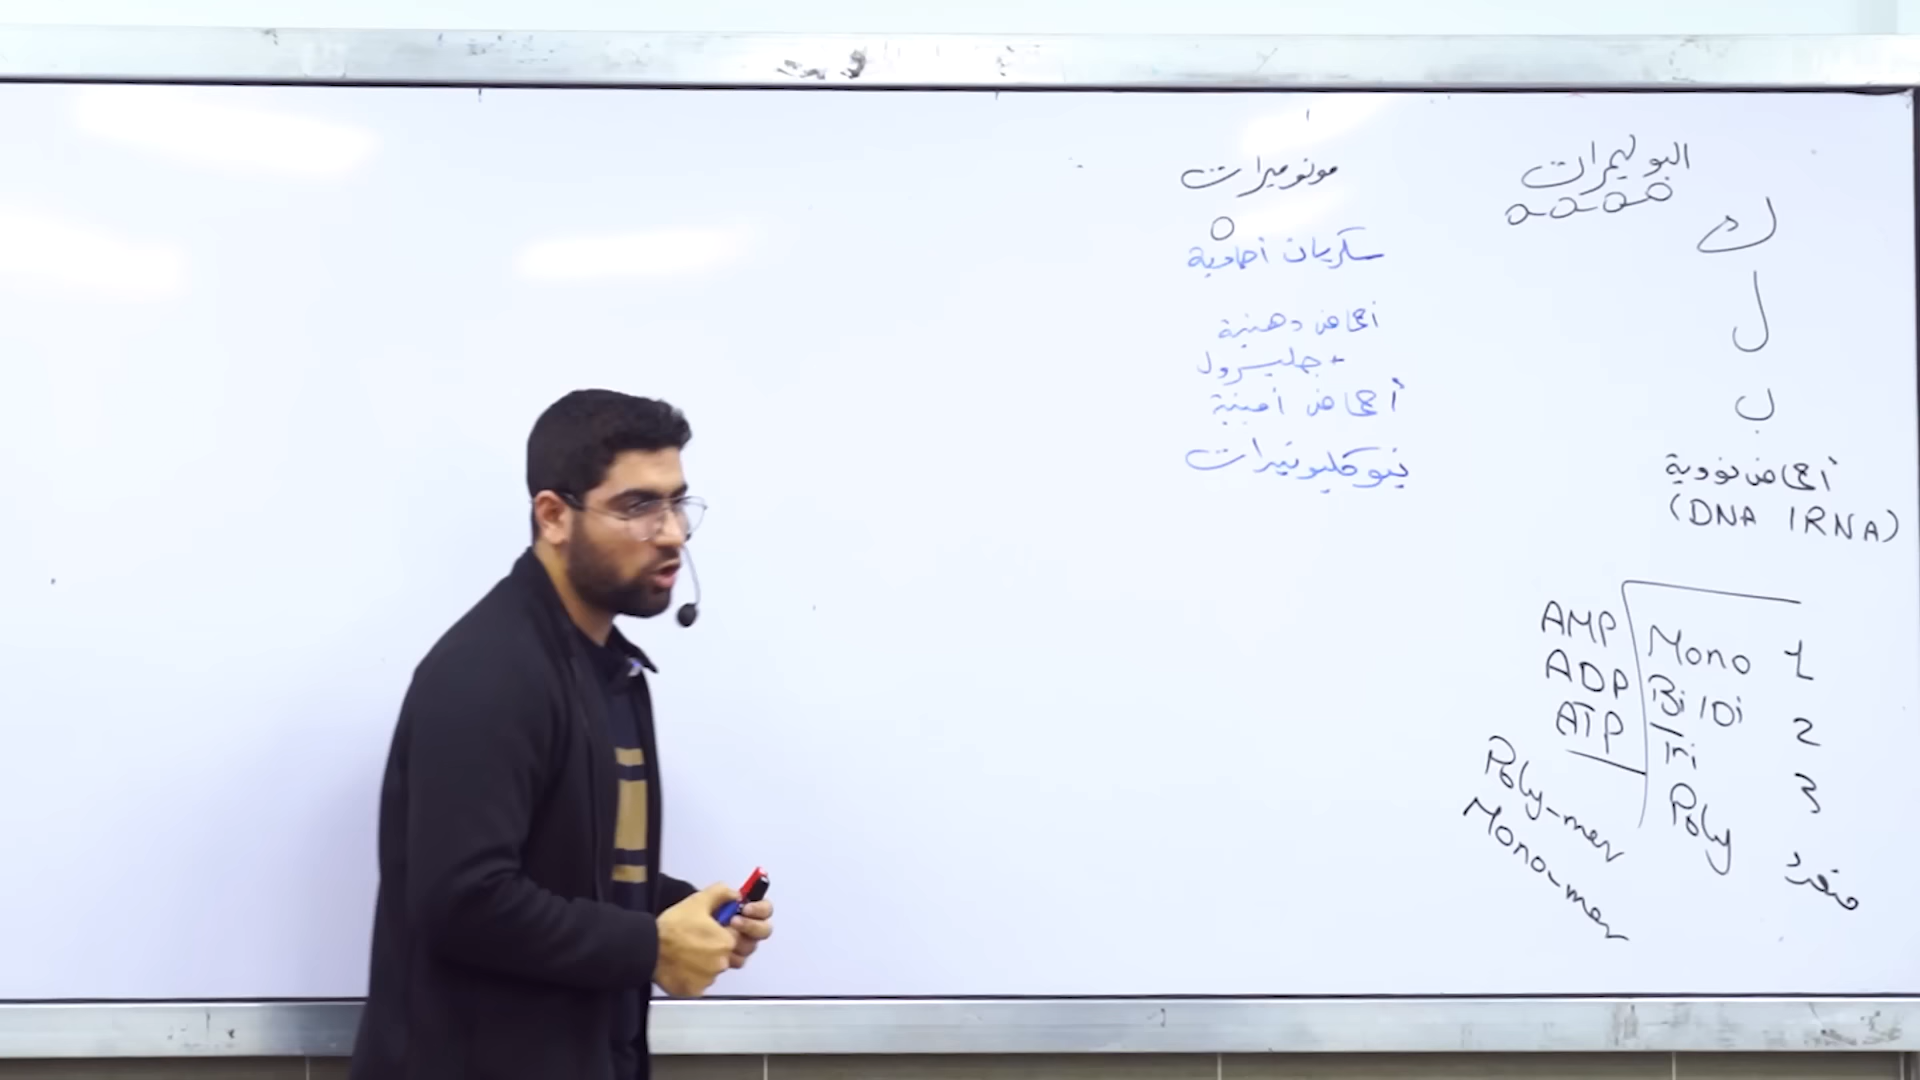 البوليمرات
مونوميرات
ك
سكريات أحادية
ل
أحماض دهنية
+ جليسرول
ب
أحماض أمينية
أحماض نووية
(DNA / RNA)
نيوكليوتيدات
AMP Mono 1
ADP Bi / Di 2
ATP Tri 3
Poly متعدد
Poly-mer
Mono-mer